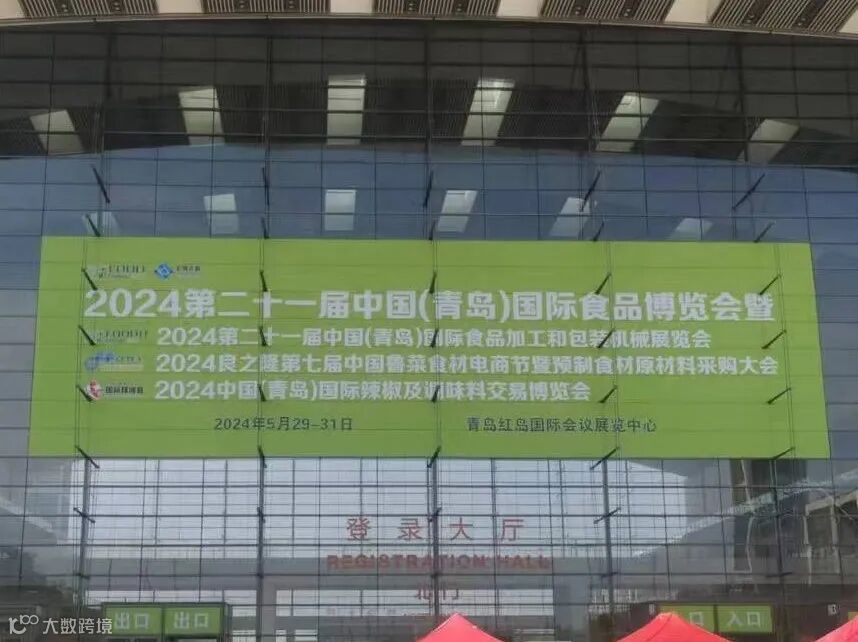 2024第二十一届中国(青岛)国际食品博览会暨
2024第二十一届中国(青岛)国际食品加工和包装机械展览会
2024良之隆第七届中国鲁菜食材电商节暨预制食材原材料采购大会
国际辣博会 2024中国(青岛)国际辣椒及调味料交易博览会
2024年5月29-31日 青岛红岛国际会议展览中心
登录大厅
REGISTRATION HALL
北门
出口 出口 入口
大数跨境